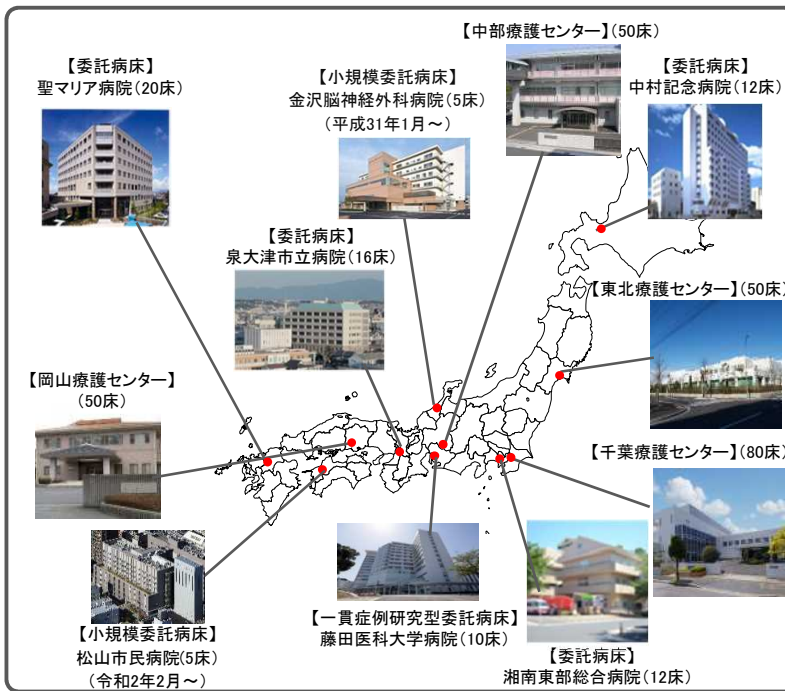 【中部療護センター】(50床)
【委託病床】
聖マリア病院(20床)
【小規模委託病床】
金沢脳神経外科病院(5床)
(平成31年1月～)
【委託病床】
中村記念病院(12床)
【委託病床】
泉大津市立病院(16床)
【東北療護センター】(50床)
【岡山療護センター】
(50床)
【千葉療護センター】(80床)
【小規模委託病床】
松山市民病院(5床)
(令和2年2月～)
【一貫症例研究型委託病床】
藤田医科大学病院(10床)
【委託病床】
湘南東部総合病院(12床)